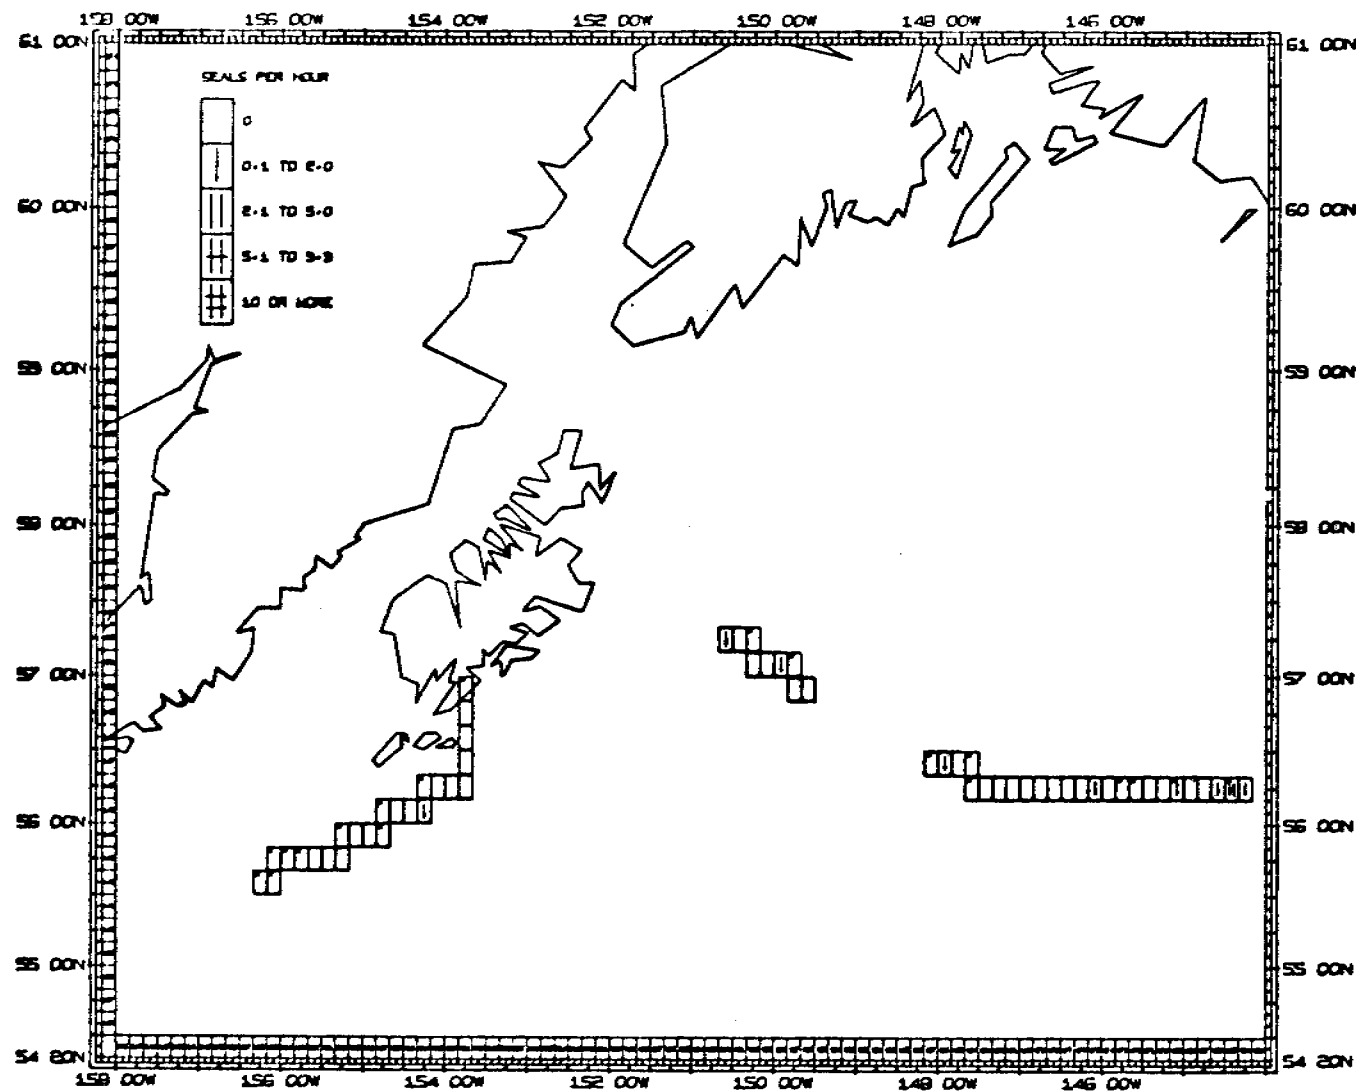 158 00W 156 00W 154 00W 152 00W 150 00W 148 00W 146 00W
61 00N 61 00N
SEALS PER HOUR
0
0.1 TO 2.0
2.1 TO 5.0
5.1 TO 9.9
10 OR MORE
60 00N 60 00N
59 00N 59 00N
58 00N 58 00N
57 00N 57 00N
56 00N 56 00N
55 00N 55 00N
54 20N 54 20N
158 00W 156 00W 154 00W 152 00W 150 00W 148 00W 146 00W